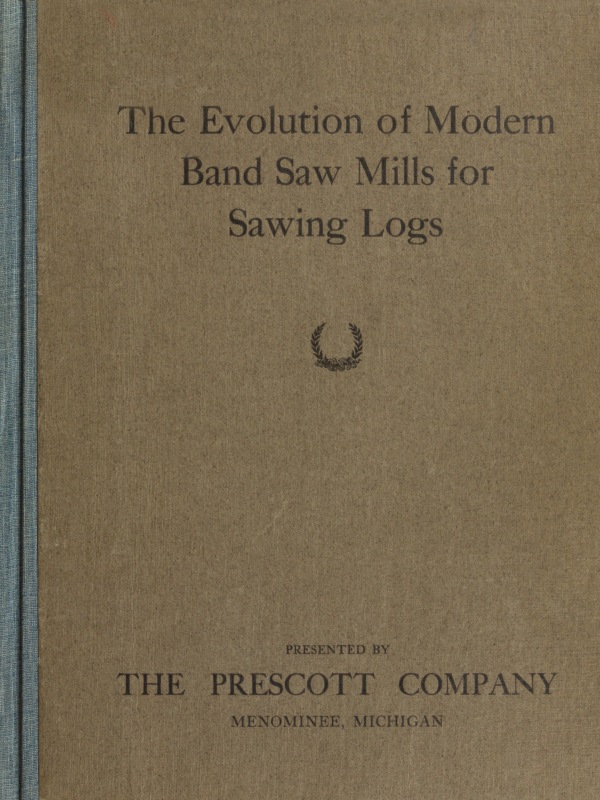 The Evolution of Modern
Band Saw Mills for
Sawing Logs
PRESENTED BY
THE PRESCOTT COMPANY
MENOMINEE, MICHIGAN